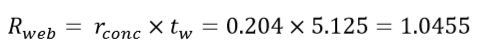 R_web = r_conc × t_w = 0.204 × 5.125 = 1.0455